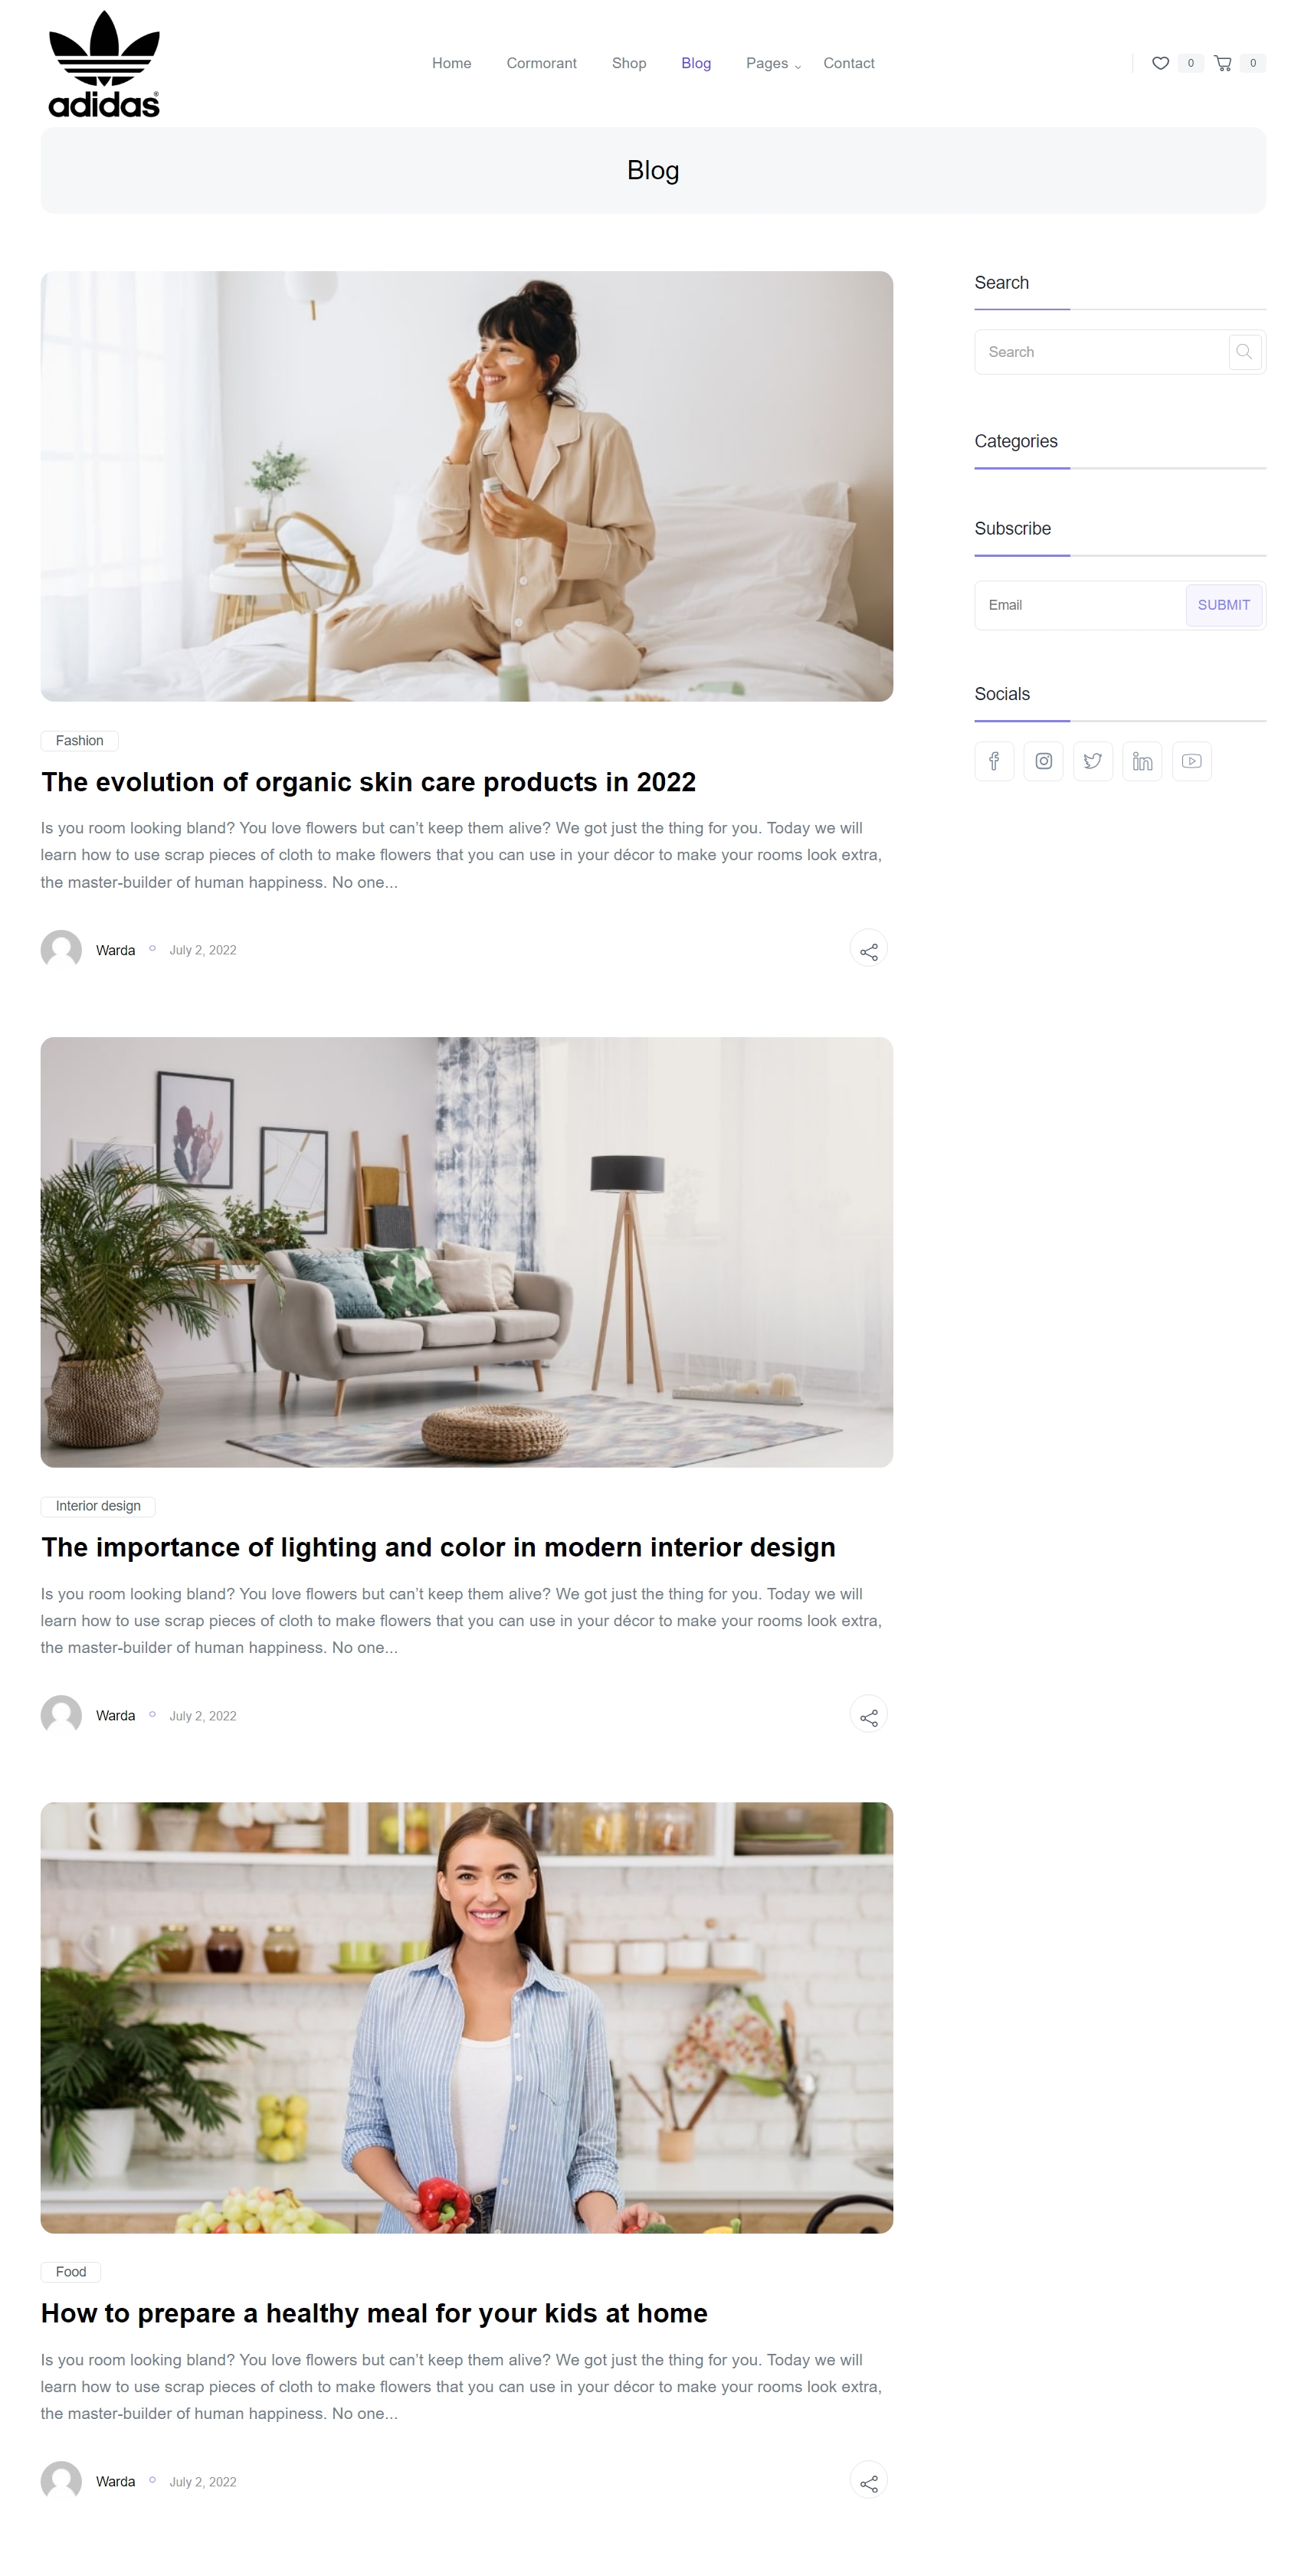 adidas®
Home Cormorant Shop Blog Pages Contact
0 0
Blog
Fashion
The evolution of organic skin care products in 2022
Is you room looking bland? You love flowers but can’t keep them alive? We got just the thing for you. Today we will
learn how to use scrap pieces of cloth to make flowers that you can use in your décor to make your rooms look extra,
the master-builder of human happiness. No one...
Warda July 2, 2022
Interior design
The importance of lighting and color in modern interior design
Is you room looking bland? You love flowers but can’t keep them alive? We got just the thing for you. Today we will
learn how to use scrap pieces of cloth to make flowers that you can use in your décor to make your rooms look extra,
the master-builder of human happiness. No one...
Warda July 2, 2022
Food
How to prepare a healthy meal for your kids at home
Is you room looking bland? You love flowers but can’t keep them alive? We got just the thing for you. Today we will
learn how to use scrap pieces of cloth to make flowers that you can use in your décor to make your rooms look extra,
the master-builder of human happiness. No one...
Warda July 2, 2022
Search
Search
Categories
Subscribe
Email SUBMIT
Socials